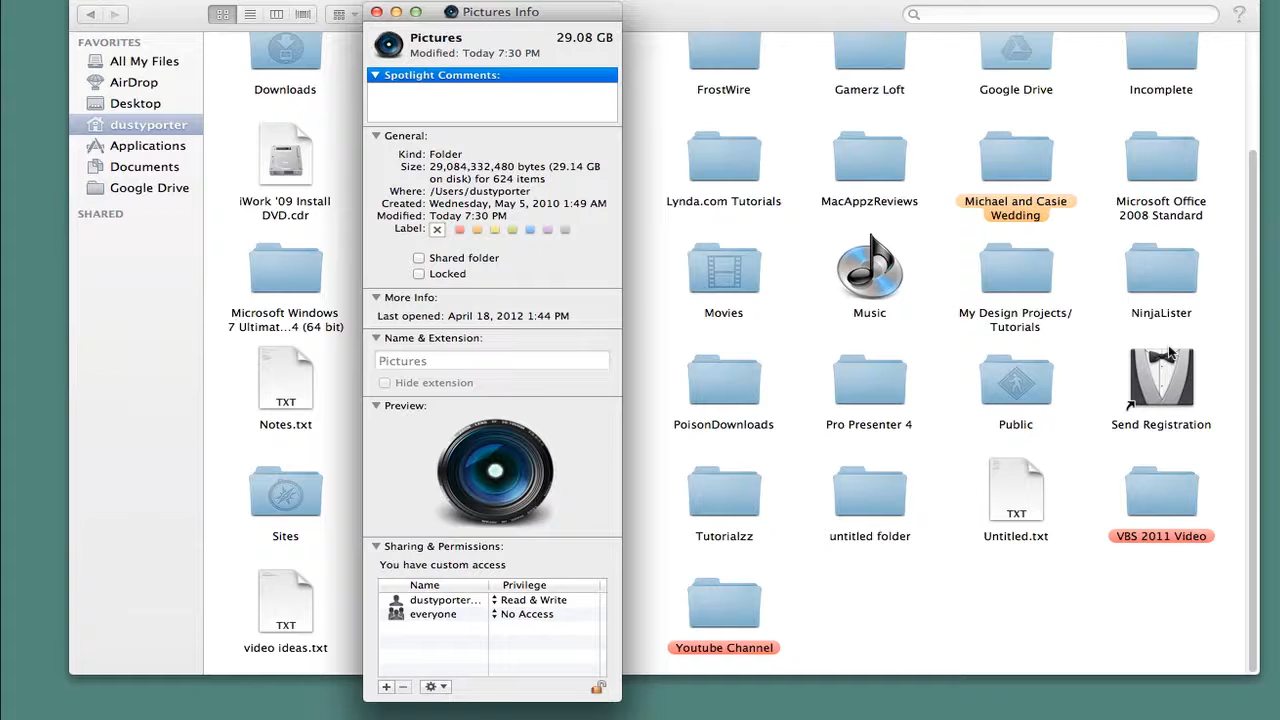 Pictures Info
?
FAVORITES
All My Files
AirDrop
Desktop
dustyporter
Applications
Documents
Google Drive
SHARED
Pictures
29.08 GB
Modified: Today 7:30 PM
Spotlight Comments:
General:
Kind: Folder
Size: 29,084,332,480 bytes (29.14 GB
on disk) for 624 items
Where: /Users/dustyporter
Created: Wednesday, May 5, 2010 1:49 AM
Modified: Today 7:30 PM
Label:
Shared folder
Locked
More Info:
Last opened: April 18, 2012 1:44 PM
Name & Extension:
Pictures
Hide extension
Preview:
Sharing & Permissions:
You have custom access
Name Privilege
dustyporter... Read & Write
everyone No Access
Downloads
FrostWire
Gamerz Loft
Google Drive
Incomplete
iWork '09 Install
DVD.cdr
Lynda.com Tutorials
MacAppzReviews
Michael and Casie
Wedding
Microsoft Office
2008 Standard
Microsoft Windows
7 Ultimat...4 (64 bit)
Movies
Music
My Design Projects/
Tutorials
NinjaLister
TXT
Notes.txt
PoisonDownloads
Pro Presenter 4
Public
Send Registration
Sites
Tutorialzz
untitled folder
TXT
Untitled.txt
VBS 2011 Video
TXT
video ideas.txt
Youtube Channel